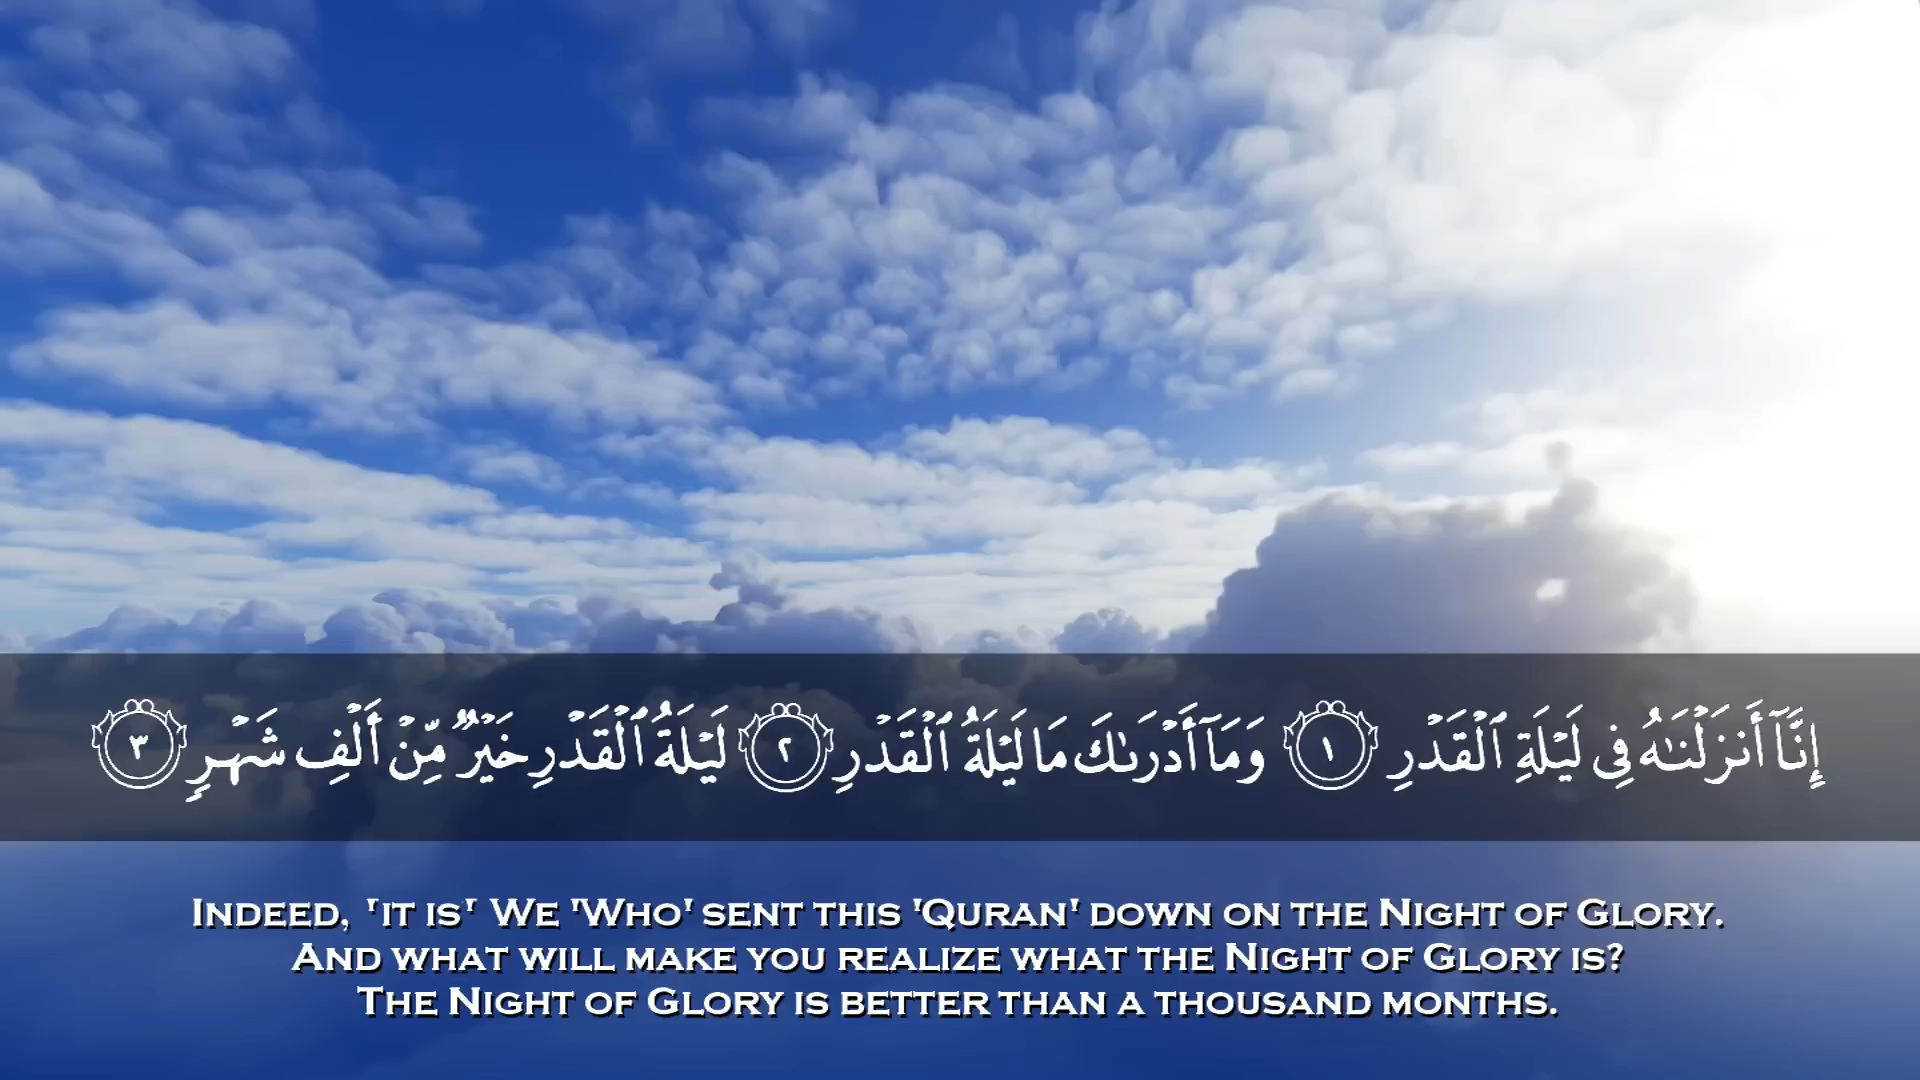 إِنَّآ أَنزَلْنَـٰهُ فِى لَيْلَةِ ٱلْقَدْرِ ١ وَمَآ أَدْرَىٰكَ مَا لَيْلَةُ ٱلْقَدْرِ ٢ لَيْلَةُ ٱلْقَدْرِ خَيْرٌ مِّنْ أَلْفِ شَهْرٍ ٣
Indeed, 'it is' We 'Who' sent this 'Quran' down on the Night of Glory.
And what will make you realize what the Night of Glory is?
The Night of Glory is better than a thousand months.